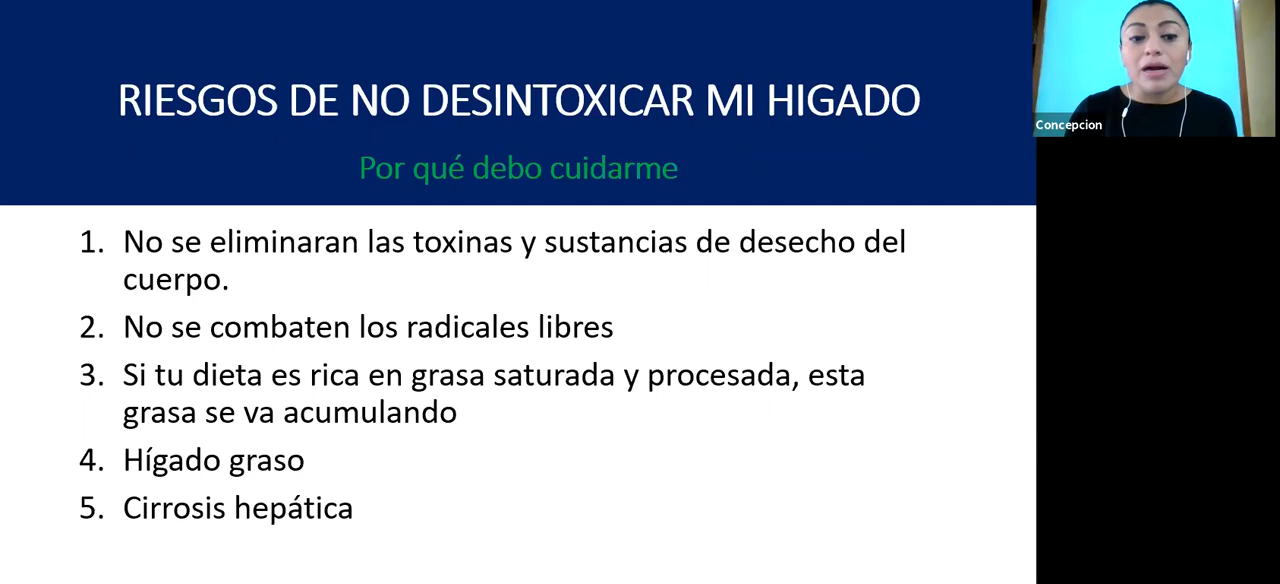 RIESGOS DE NO DESINTOXICAR MI HIGADO
Por qué debo cuidarme
1. No se eliminaran las toxinas y sustancias de desecho del
cuerpo.
2. No se combaten los radicales libres
3. Si tu dieta es rica en grasa saturada y procesada, esta
grasa se va acumulando
4. Hígado graso
5. Cirrosis hepática
Concepcion